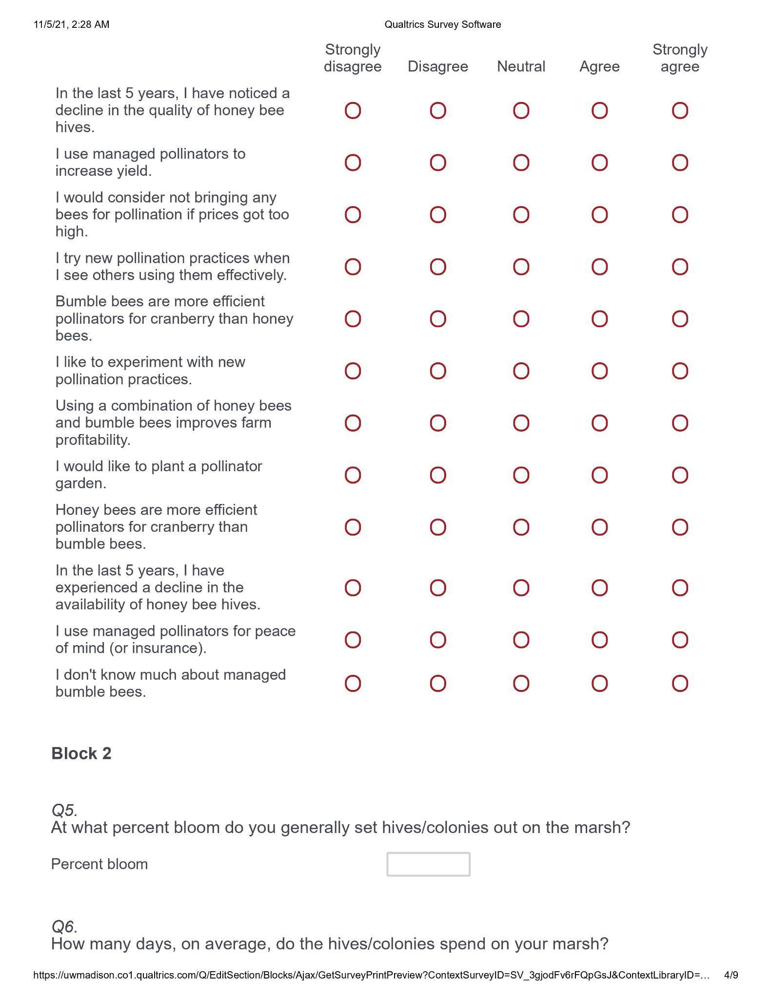 11/5/21, 2:28 AM
Qualtrics Survey Software
Strongly
disagree Disagree Neutral Agree Strongly
agree
In the last 5 years, I have noticed a
decline in the quality of honey bee
hives.
I use managed pollinators to
increase yield.
I would consider not bringing any
bees for pollination if prices got too
high.
I try new pollination practices when
I see others using them effectively.
Bumble bees are more efficient
pollinators for cranberry than honey
bees.
I like to experiment with new
pollination practices.
Using a combination of honey bees
and bumble bees improves farm
profitability.
I would like to plant a pollinator
garden.
Honey bees are more efficient
pollinators for cranberry than
bumble bees.
In the last 5 years, I have
experienced a decline in the
availability of honey bee hives.
I use managed pollinators for peace
of mind (or insurance).
I don't know much about managed
bumble bees.
Block 2
Q5.
At what percent bloom do you generally set hives/colonies out on the marsh?
Percent bloom
Q6.
How many days, on average, do the hives/colonies spend on your marsh?
https://uwmadison.co1.qualtrics.com/Q/EditSection/Blocks/Ajax/GetSurveyPrintPreview?ContextSurveyID=SV_3gjodFv6rFQpGsJ&ContextLibraryID=… 4/9